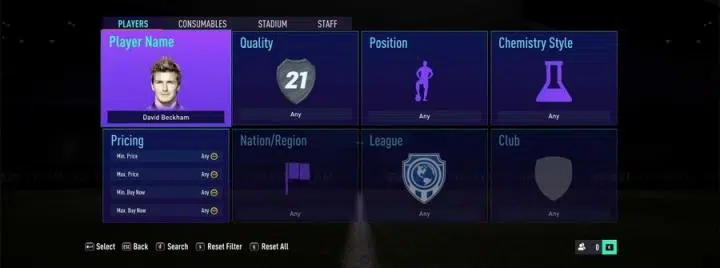 PLAYERS CONSUMABLES STADIUM STAFF
Player Name Quality Position Chemistry Style
21
David Beckham Any Any Any
Pricing Nation/Region League Club
Min. Price Any
Max. Price Any
Min. Buy Now Any
Max. Buy Now Any
Any Any Any
Select ESC Back Search Reset Filter Reset All
0